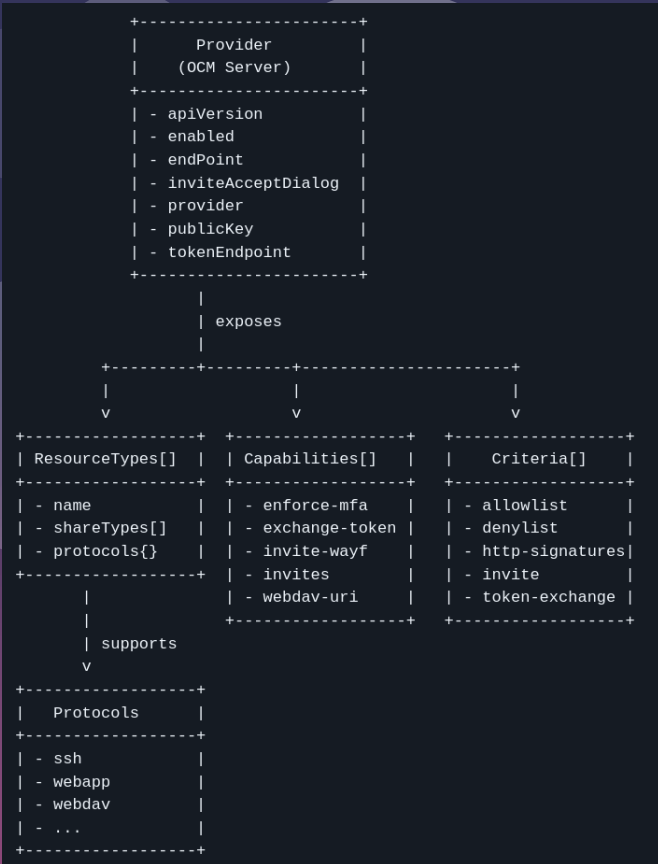 +------------------------+
            |      Provider         |
            |    (OCM Server)       |
            +------------------------+
            | - apiVersion          |
            | - enabled             |
            | - endPoint            |
            | - inviteAcceptDialog  |
            | - provider            |
            | - publicKey           |
            | - tokenEndpoint       |
            +------------------------+
                   |
                   | exposes
                   |
         +---------+---------+----------------------+
         |                   |                      |
         v                   v                      v
+------------------+  +------------------+   +------------------+
| ResourceTypes[]  |  | Capabilities[]   |   |    Criteria[]    |
+------------------+  +------------------+   +------------------+
| - name           |  | - enforce-mfa    |   | - allowlist      |
| - shareTypes[]   |  | - exchange-token |   | - denylist       |
| - protocols{}    |  | - invite-wayf    |   | - http-signatures|
+------------------+  | - invites        |   | - invite         |
       |              | - webdav-uri     |   | - token-exchange |
       |              +------------------+   +------------------+
       | supports
       v
+------------------+
|   Protocols      |
+------------------+
| - ssh            |
| - webapp         |
| - webdav         |
| - ...            |
+------------------+